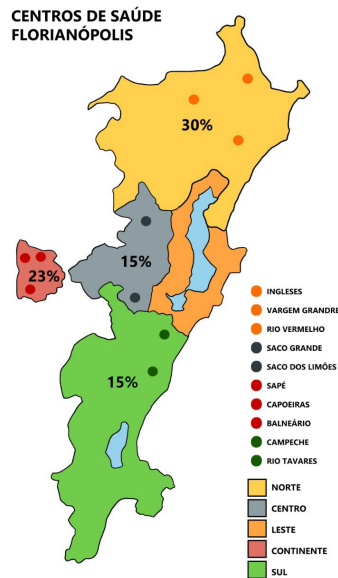 CENTROS DE SAÚDE
FLORIANÓPOLIS
30%
15%
23%
15%
INGLESES
VARGEM GRANDRE
RIO VERMELHO
SACO GRANDE
SACO DOS LIMÕES
SAPÉ
CAPOEIRAS
BALNEÁRIO
CAMPECHE
RIO TAVARES
NORTE
CENTRO
LESTE
CONTINENTE
SUL